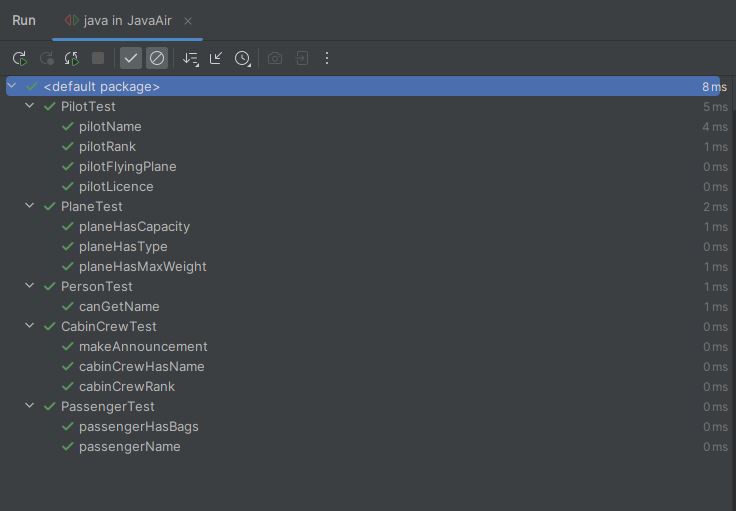 Run java in JavaAir
<default package> 8 ms
PilotTest 5 ms
pilotName 4 ms
pilotRank 1 ms
pilotFlyingPlane 0 ms
pilotLicence 0 ms
PlaneTest 2 ms
planeHasCapacity 1 ms
planeHasType 0 ms
planeHasMaxWeight 1 ms
PersonTest 1 ms
canGetName 1 ms
CabinCrewTest 0 ms
makeAnnouncement 0 ms
cabinCrewHasName 0 ms
cabinCrewRank 0 ms
PassengerTest 0 ms
passengerHasBags 0 ms
passengerName 0 ms